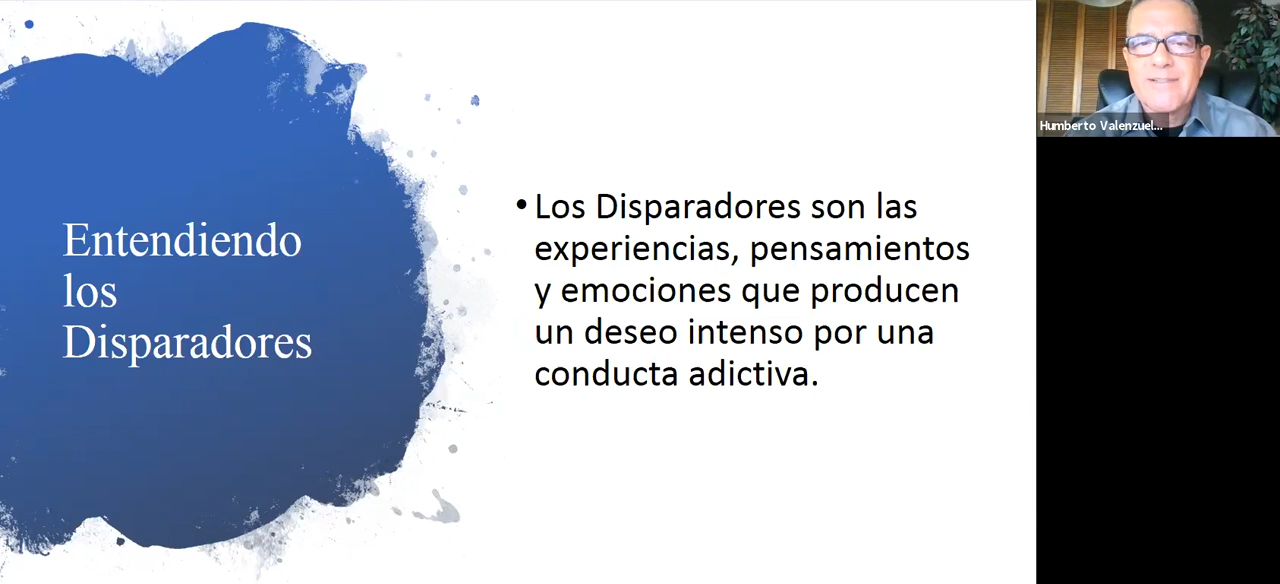 Entendiendo
los
Disparadores
• Los Disparadores son las
experiencias, pensamientos
y emociones que producen
un deseo intenso por una
conducta adictiva.
Humberto Valenzuel...